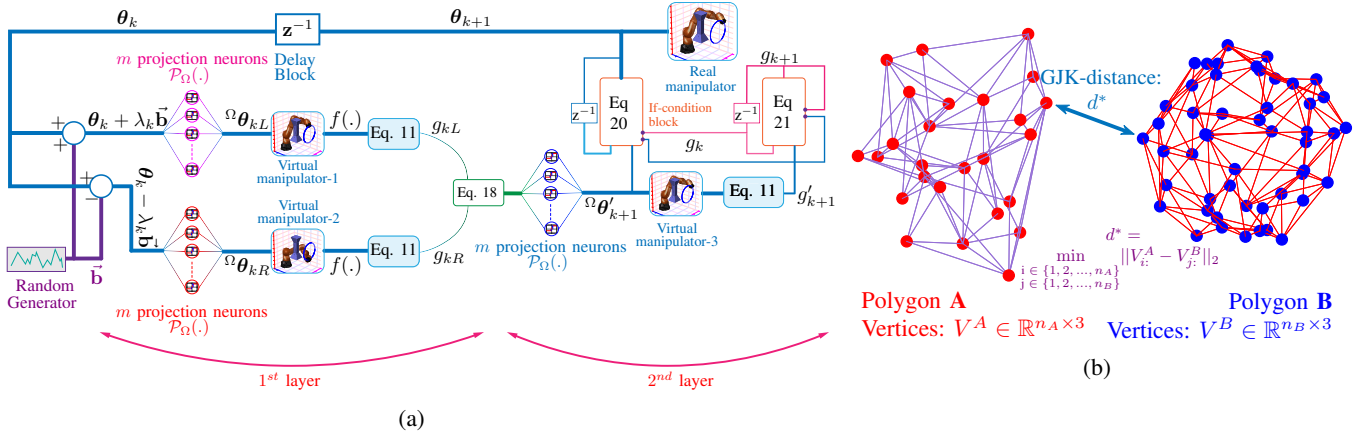 θ_k
z⁻¹
θ_{k+1}
Delay
Block
m projection neurons
P_Ω(.)
Real
manipulator
g_{k+1}
z⁻¹
Eq
20
If-condition
block
z⁻¹
Eq
21
g_k
+
+
θ_k + λ_k b⃗
Ωθ_{kL}
f(.)
Eq. 11
g_{kL}
Virtual
manipulator-1
+
−
θ_k − λ_k b⃗
Eq. 18
Ωθ′_{k+1}
Eq. 11
g′_{k+1}
Virtual
manipulator-3
m projection neurons
P_Ω(.)
Virtual
manipulator-2
Ωθ_{kR}
f(.)
Eq. 11
g_{kR}
b⃗
Random
Generator
m projection neurons
P_Ω(.)
1st layer
2nd layer
(a)
GJK-distance:
d*
d* =
min ||V^A_{i:} − V^B_{j:}||_2
i ∈ {1, 2, ..., n_A}
j ∈ {1, 2, ..., n_B}
Polygon A
Vertices: V^A ∈ ℝ^{n_A×3}
Polygon B
Vertices: V^B ∈ ℝ^{n_B×3}
(b)